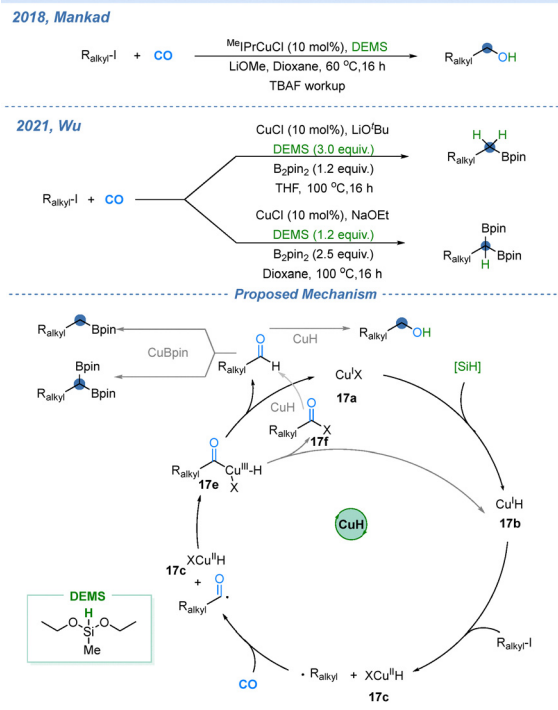 2018, Mankad
Ralkyl-I + CO
MeIPrCuCl (10 mol%), DEMS
LiOMe, Dioxane, 60 °C,16 h
TBAF workup
Ralkyl OH
2021, Wu
CuCl (10 mol%), LiOtBu
DEMS (3.0 equiv.)
B2pin2 (1.2 equiv.)
THF, 100 °C,16 h
H H
Ralkyl Bpin
Ralkyl-I + CO
CuCl (10 mol%), NaOEt
DEMS (1.2 equiv.)
B2pin2 (2.5 equiv.)
Dioxane, 100 °C,16 h
Bpin
Ralkyl Bpin
H
Proposed Mechanism
Ralkyl Bpin
CuBpin
O
Ralkyl H
CuH
Ralkyl OH
Bpin
Ralkyl Bpin
CuH
O
Ralkyl X
17f
CuIX
17a
[SiH]
O
Ralkyl CuIII-H
X
17e
CuIH
17b
CuH
XCuIIH
17c
+
O
Ralkyl ·
DEMS
H
O Si O
Me
CO
· Ralkyl + XCuIIH
17c
Ralkyl-I